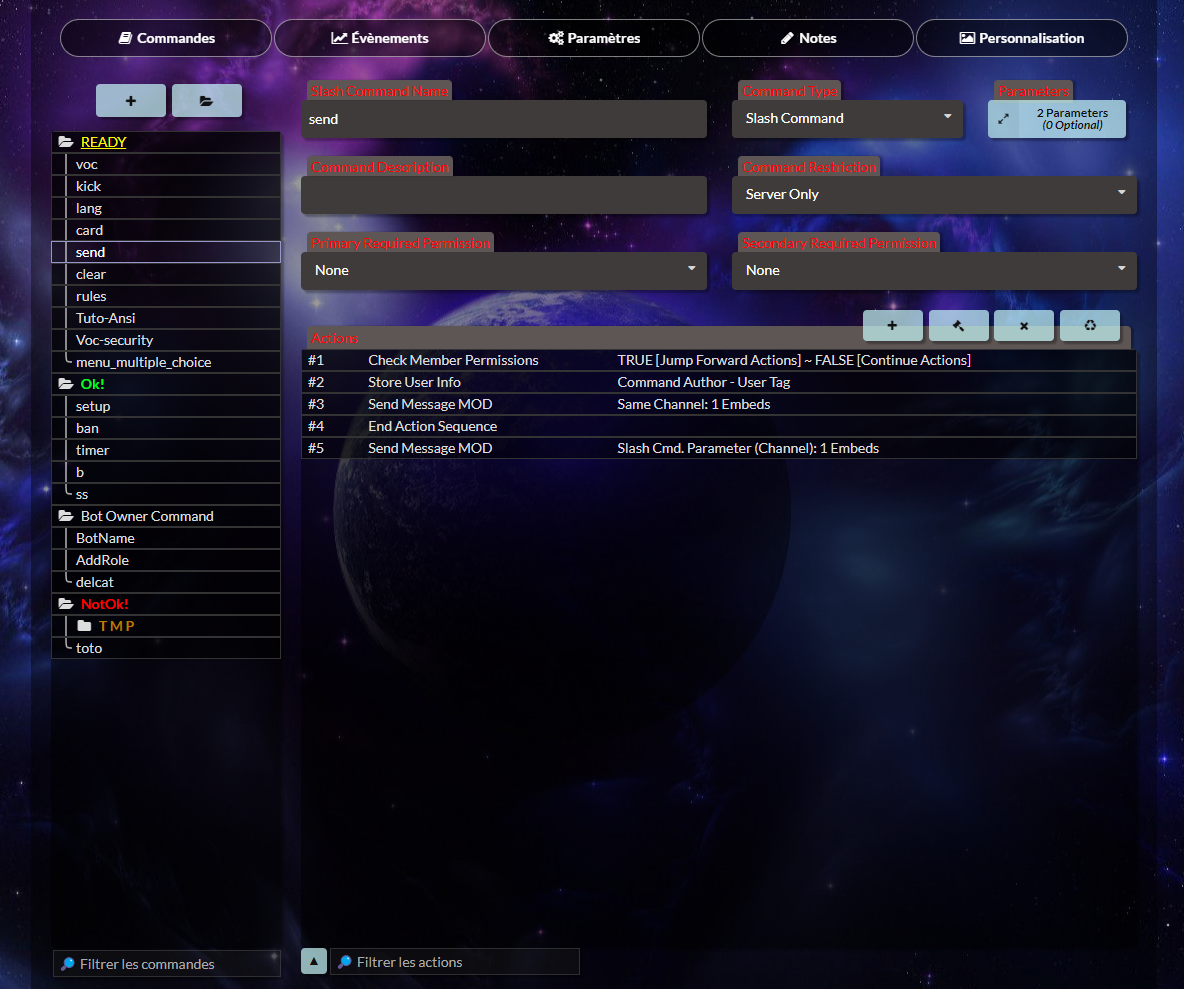 Commandes
Évènements
Paramètres
Notes
Personnalisation
Slash Command Name
send
Command Type
Slash Command
Parameters
2 Parameters
(0 Optional)
Command Description
Command Restriction
Server Only
Primary Required Permission
None
Secondary Required Permission
None
READY
voc
kick
lang
card
send
clear
rules
Tuto-Ansi
Voc-security
menu_multiple_choice
Ok!
setup
ban
timer
b
ss
Bot Owner Command
BotName
AddRole
delcat
NotOk!
T M P
toto
Actions
#1 Check Member Permissions TRUE [Jump Forward Actions] ~ FALSE [Continue Actions]
#2 Store User Info Command Author - User Tag
#3 Send Message MOD Same Channel: 1 Embeds
#4 End Action Sequence
#5 Send Message MOD Slash Cmd. Parameter (Channel): 1 Embeds
Filtrer les commandes
Filtrer les actions